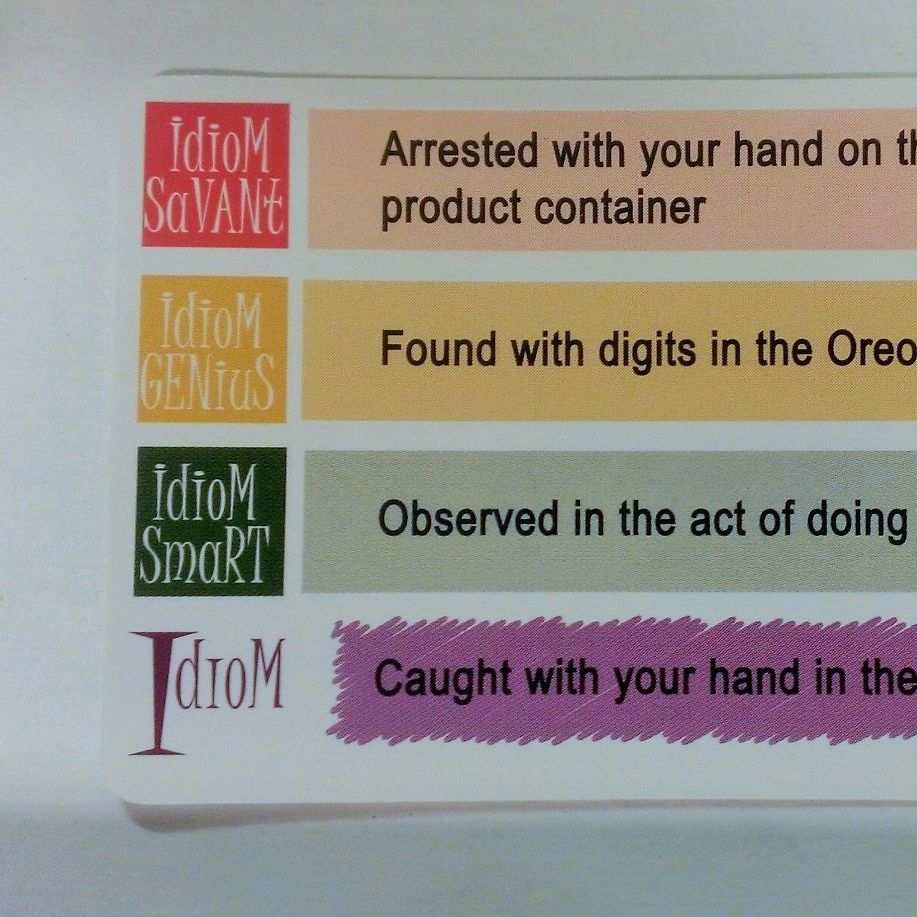 IdioM
SaVANt
Arrested with your hand on th
product container
IdioM
GENiuS
Found with digits in the Oreo
IdioM
SmaRT
Observed in the act of doing
IdioM
Caught with your hand in the